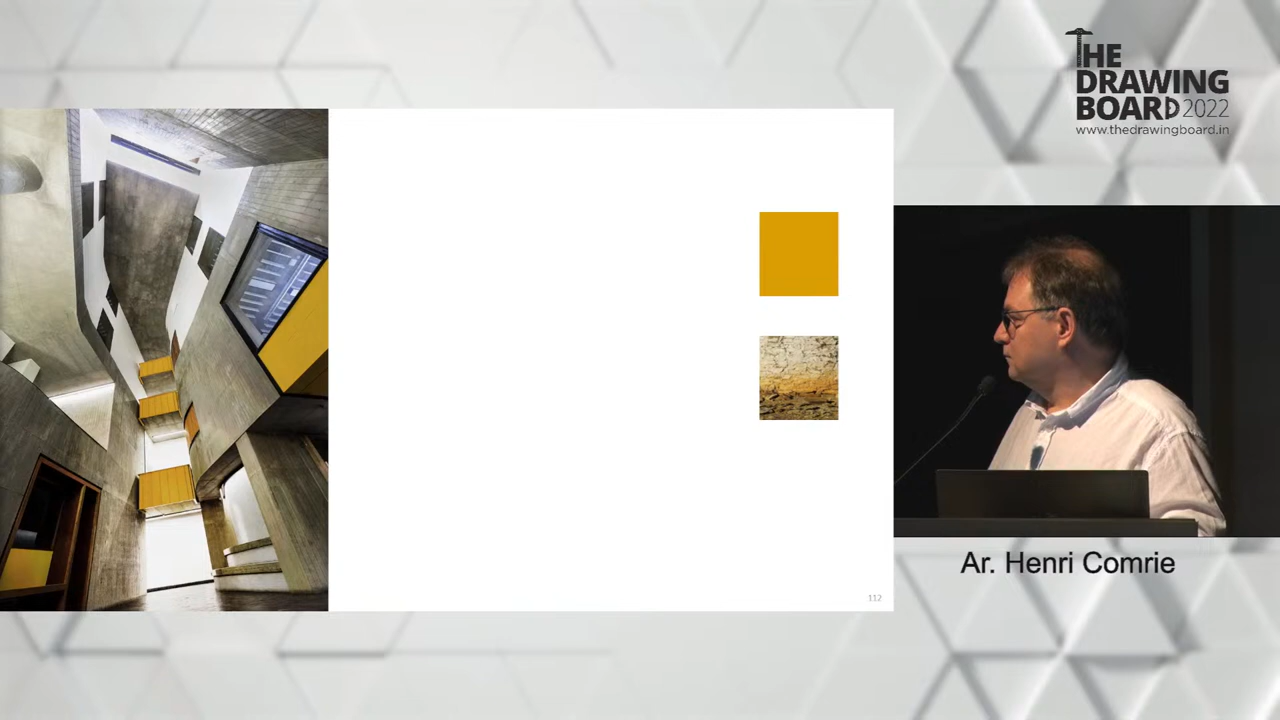 THE
DRAWING
BOARD 2022
www.thedrawingboard.in
Ar. Henri Comrie
112